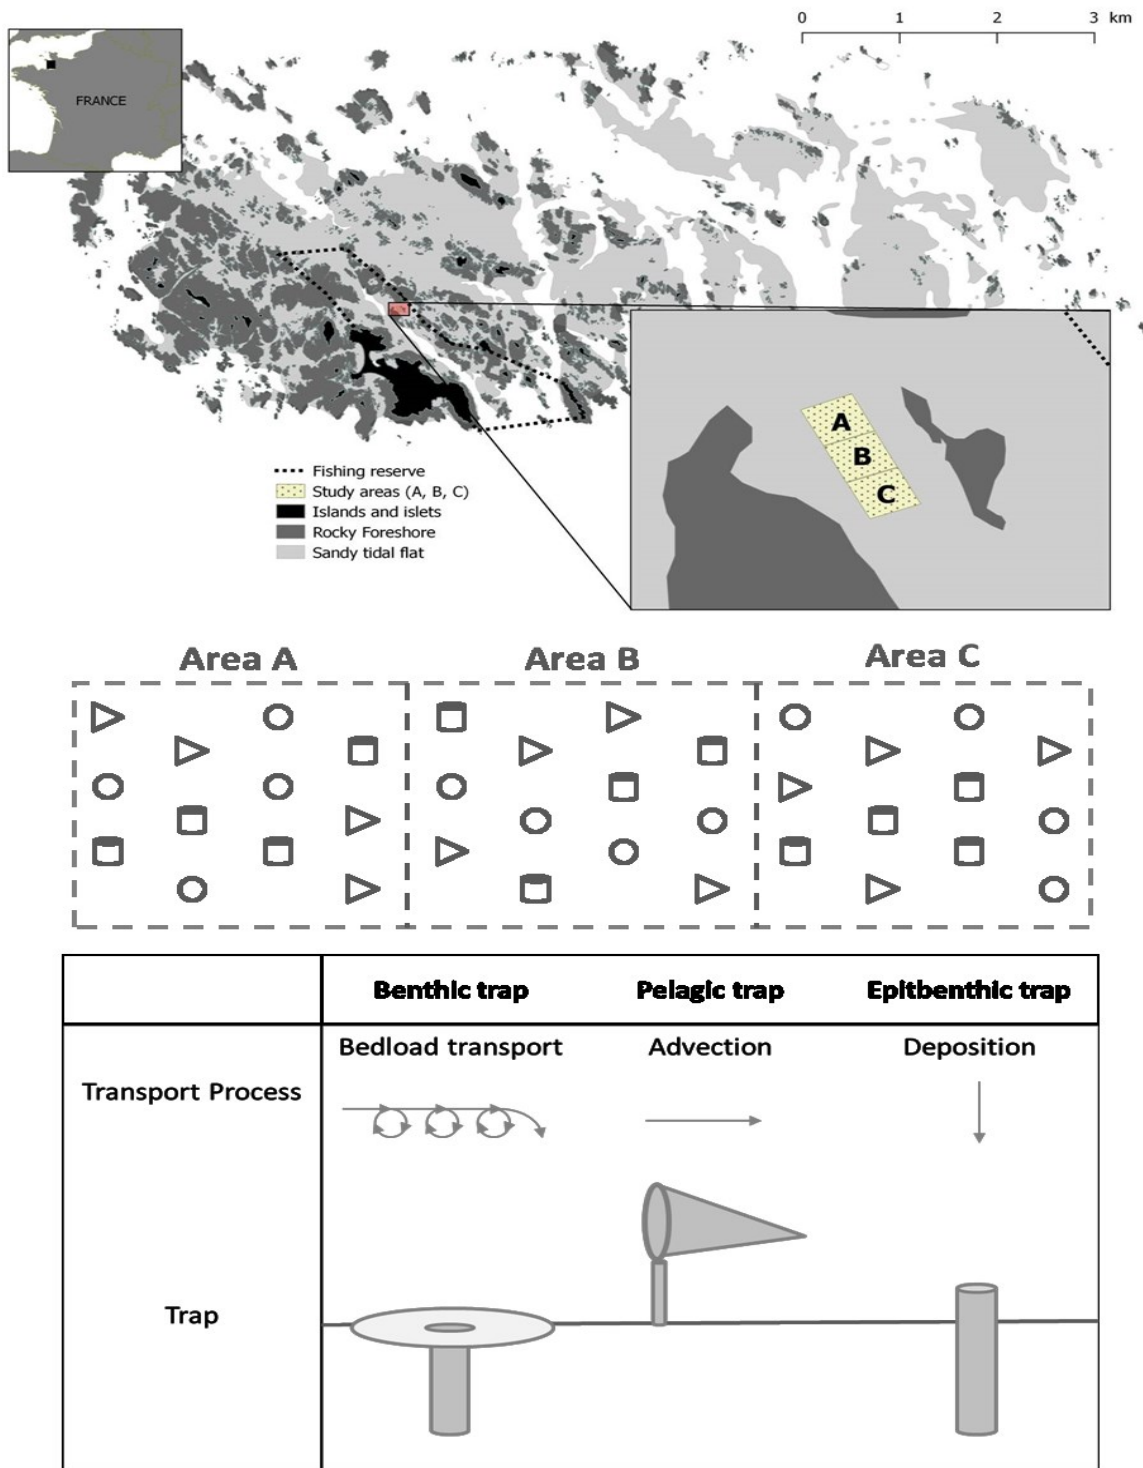 0 1 2 3 km
FRANCE
A
B
C
Fishing reserve
Study areas (A, B, C)
Islands and islets
Rocky Foreshore
Sandy tidal flat
Area A Area B Area C
Benthic trap Pelagic trap Epitbenthic trap
Bedload transport Advection Deposition
Transport Process
Trap